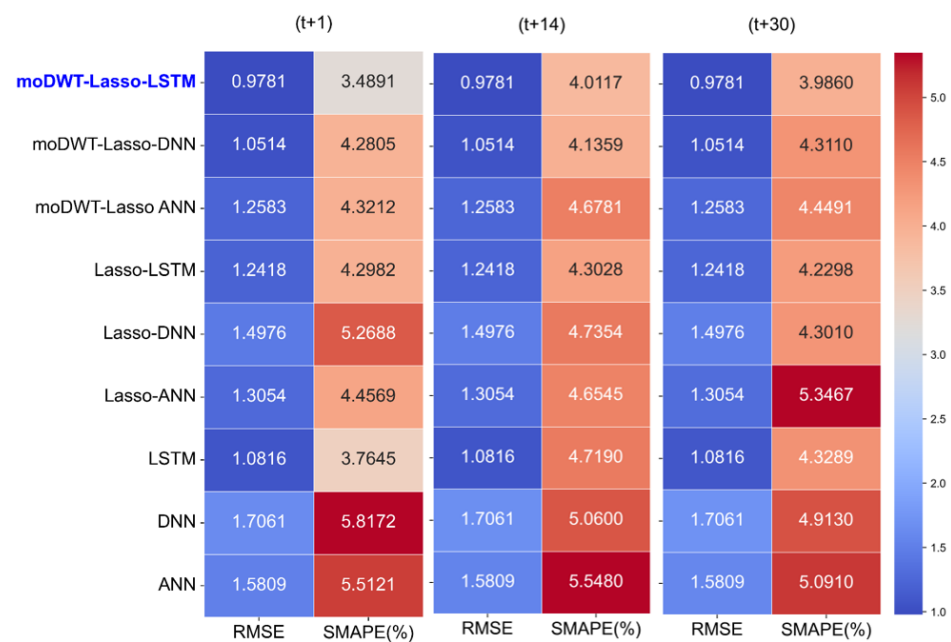 (t+1) (t+14) (t+30)
moDWT-Lasso-LSTM 0.9781 3.4891 0.9781 4.0117 0.9781 3.9860
moDWT-Lasso-DNN 1.0514 4.2805 1.0514 4.1359 1.0514 4.3110
moDWT-Lasso ANN 1.2583 4.3212 1.2583 4.6781 1.2583 4.4491
Lasso-LSTM 1.2418 4.2982 1.2418 4.3028 1.2418 4.2298
Lasso-DNN 1.4976 5.2688 1.4976 4.7354 1.4976 4.3010
Lasso-ANN 1.3054 4.4569 1.3054 4.6545 1.3054 5.3467
LSTM 1.0816 3.7645 1.0816 4.7190 1.0816 4.3289
DNN 1.7061 5.8172 1.7061 5.0600 1.7061 4.9130
ANN 1.5809 5.5121 1.5809 5.5480 1.5809 5.0910
RMSE SMAPE(%) RMSE SMAPE(%) RMSE SMAPE(%)
5.0
4.5
4.0
3.5
3.0
2.5
2.0
1.5
1.0